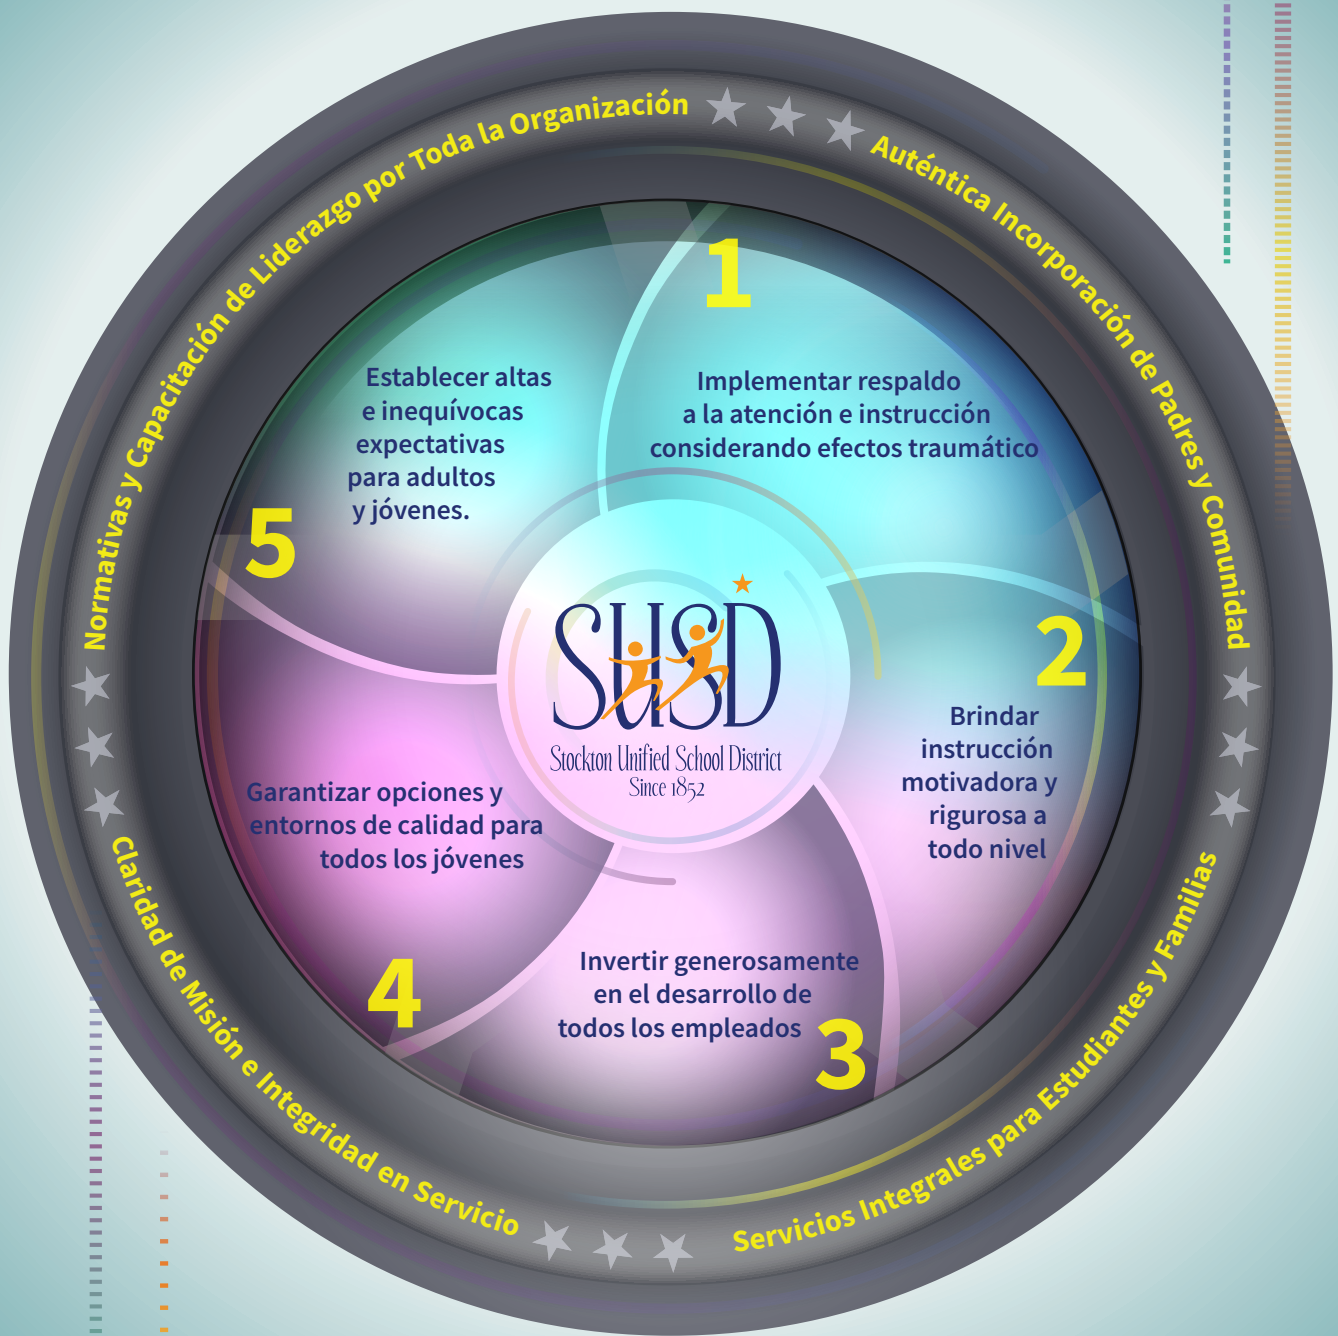 Normativas y Capacitación de Liderazgo por Toda la Organización
Auténtica Incorporación de Padres y Comunidad
Servicios Integrales para Estudiantes y Familias
Claridad de Misión e Integridad en Servicio
1
Implementar respaldo
a la atención e instrucción
considerando efectos traumático
2
Brindar
instrucción
motivadora y
rigurosa a
todo nivel
3
Invertir generosamente
en el desarrollo de
todos los empleados
4
Garantizar opciones y
entornos de calidad para
todos los jóvenes
5
Establecer altas
e inequívocas
expectativas
para adultos
y jóvenes.
SUSD
Stockton Unified School District
Since 1852